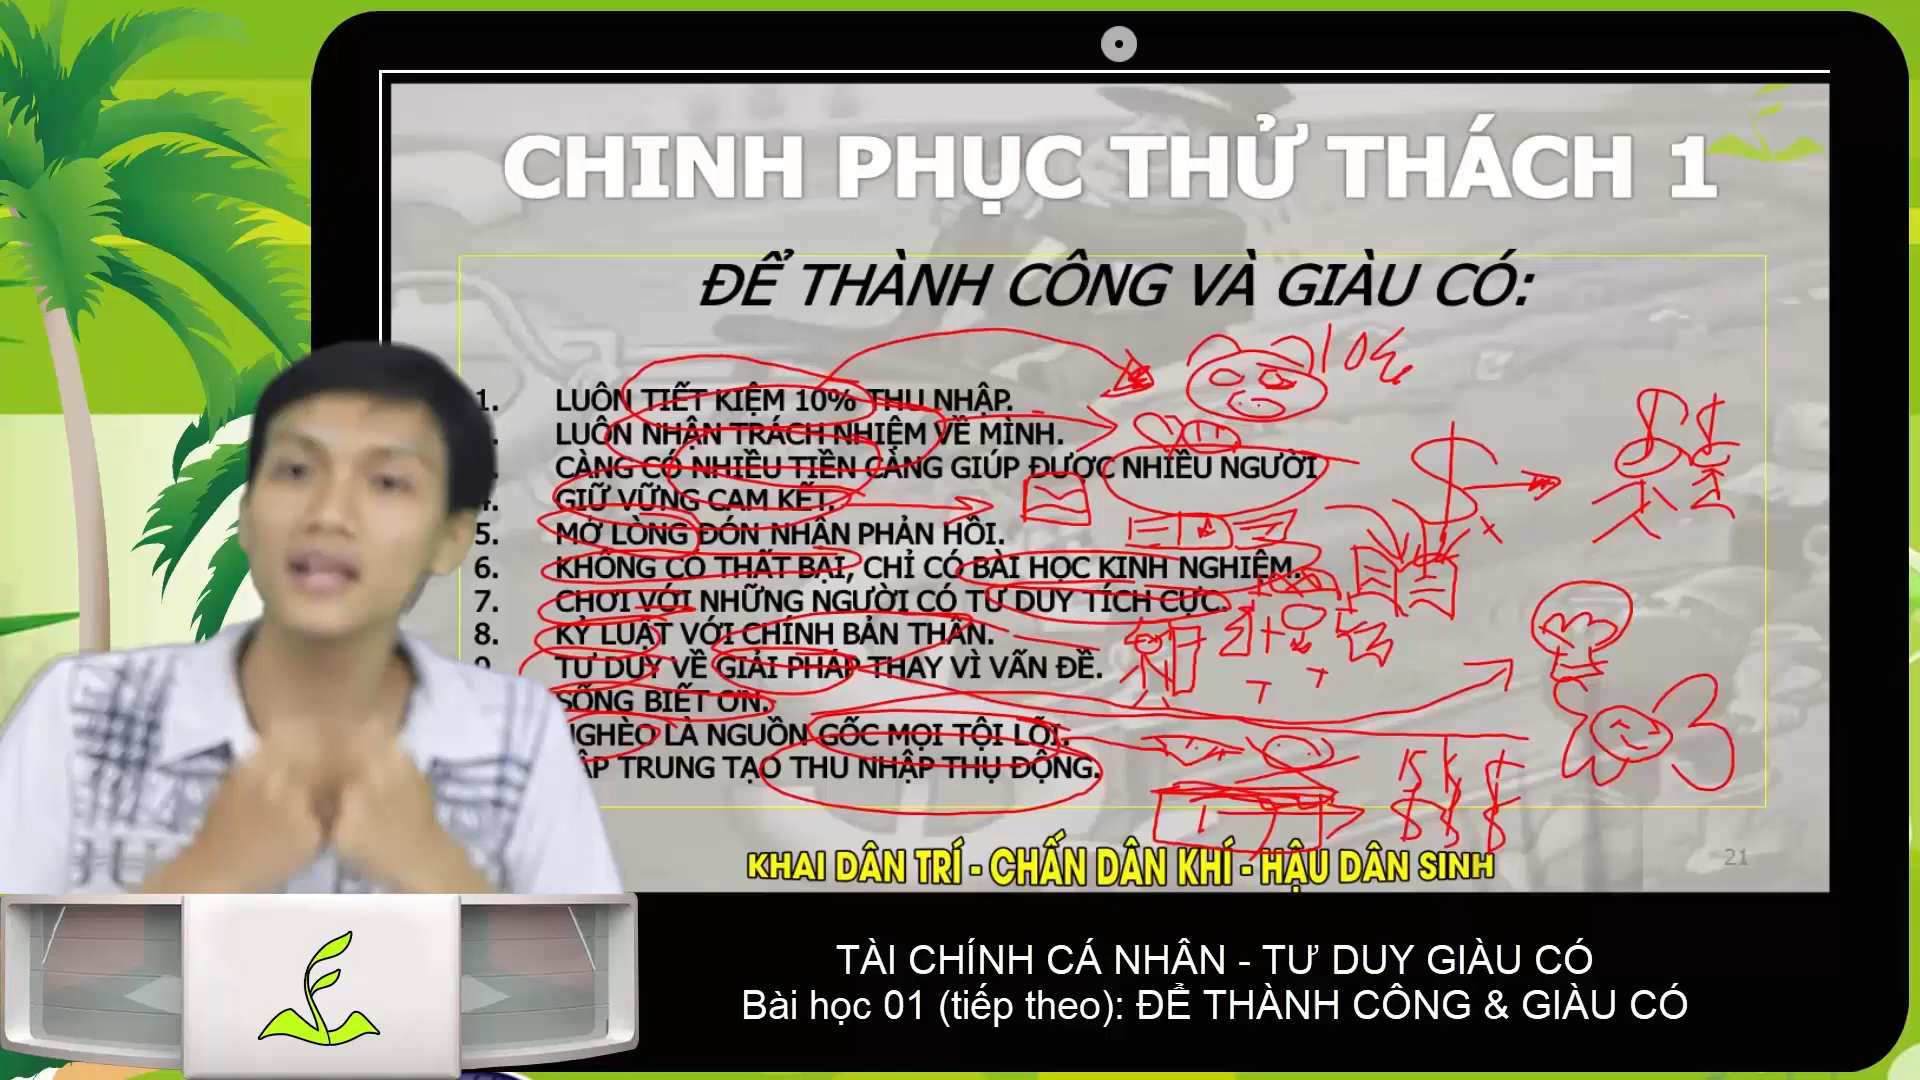 CHINH PHỤC THỬ THÁCH 1
ĐỂ THÀNH CÔNG VÀ GIÀU CÓ:
10%
1. LUÔN TIẾT KIỆM 10% THU NHẬP.
LUÔN NHẬN TRÁCH NHIỆM VỀ MÌNH.
CÀNG CÓ NHIỀU TIỀN CÀNG GIÚP ĐƯỢC NHIỀU NGƯỜI
4. GIỮ VỮNG CAM KẾT.
5. MỞ LÒNG ĐÓN NHẬN PHẢN HỒI.
6. KHÔNG CÓ THẤT BẠI, CHỈ CÓ BÀI HỌC KINH NGHIỆM.
7. CHƠI VỚI NHỮNG NGƯỜI CÓ TƯ DUY TÍCH CỰC.
8. KỶ LUẬT VỚI CHÍNH BẢN THÂN.
9. TƯ DUY VỀ GIẢI PHÁP THAY VÌ VẤN ĐỀ.
SỐNG BIẾT ƠN.
NGHÈO LÀ NGUỒN GỐC MỌI TỘI LỖI.
TẬP TRUNG TẠO THU NHẬP THỤ ĐỘNG.
KHAI DÂN TRÍ - CHẤN DÂN KHÍ - HẬU DÂN SINH
21
TÀI CHÍNH CÁ NHÂN - TƯ DUY GIÀU CÓ
Bài học 01 (tiếp theo): ĐỂ THÀNH CÔNG & GIÀU CÓ